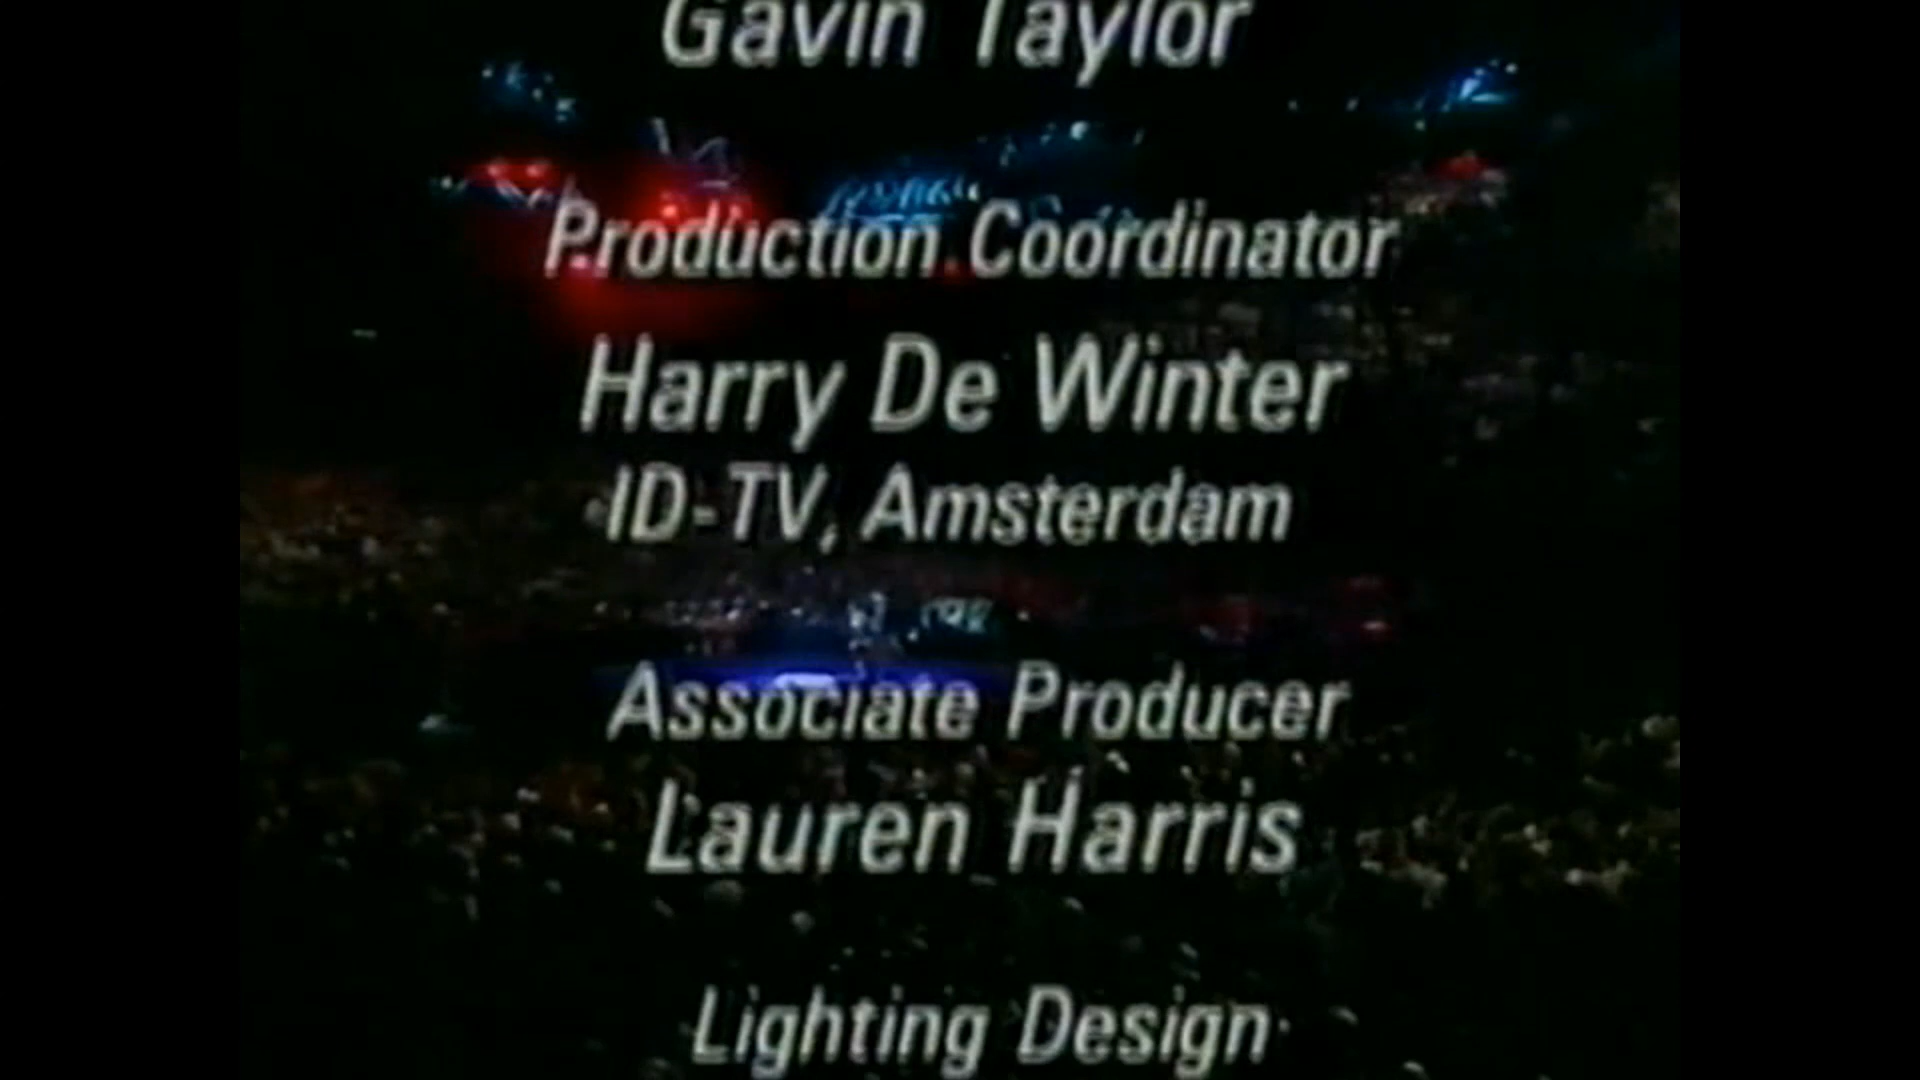 Gavin Taylor
Production Coordinator
Harry De Winter
ID-TV, Amsterdam
Associate Producer
Lauren Harris
Lighting Design